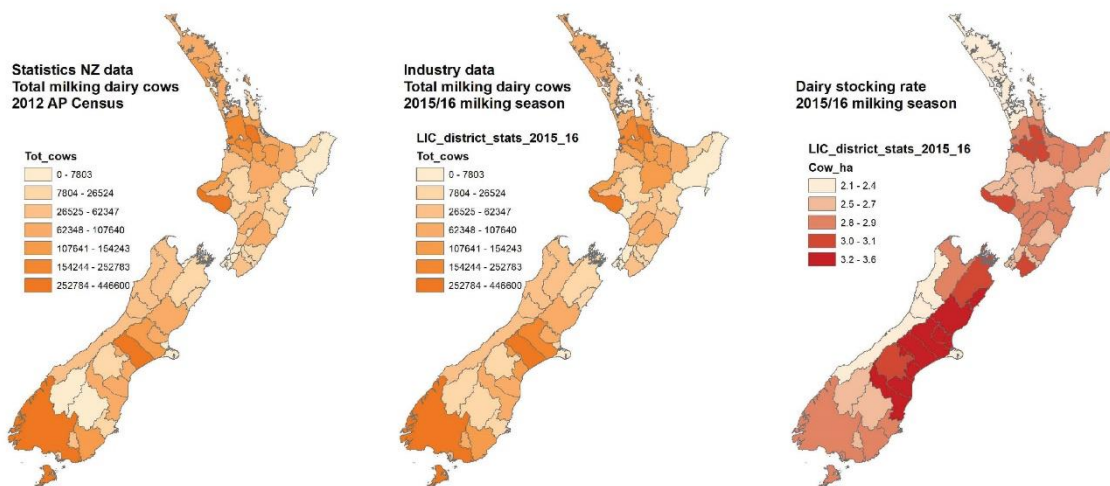 Statistics NZ data
Total milking dairy cows
2012 AP Census
Tot_cows
0 - 7803
7804 - 26524
26525 - 62347
62348 - 107640
107641 - 154243
154244 - 252783
252784 - 446600
Industry data
Total milking dairy cows
2015/16 milking season
LIC_district_stats_2015_16
Tot_cows
0 - 7803
7804 - 26524
26525 - 62347
62348 - 107640
107641 - 154243
154244 - 252783
252784 - 446600
Dairy stocking rate
2015/16 milking season
LIC_district_stats_2015_16
Cow_ha
2.1 - 2.4
2.5 - 2.7
2.8 - 2.9
3.0 - 3.1
3.2 - 3.6